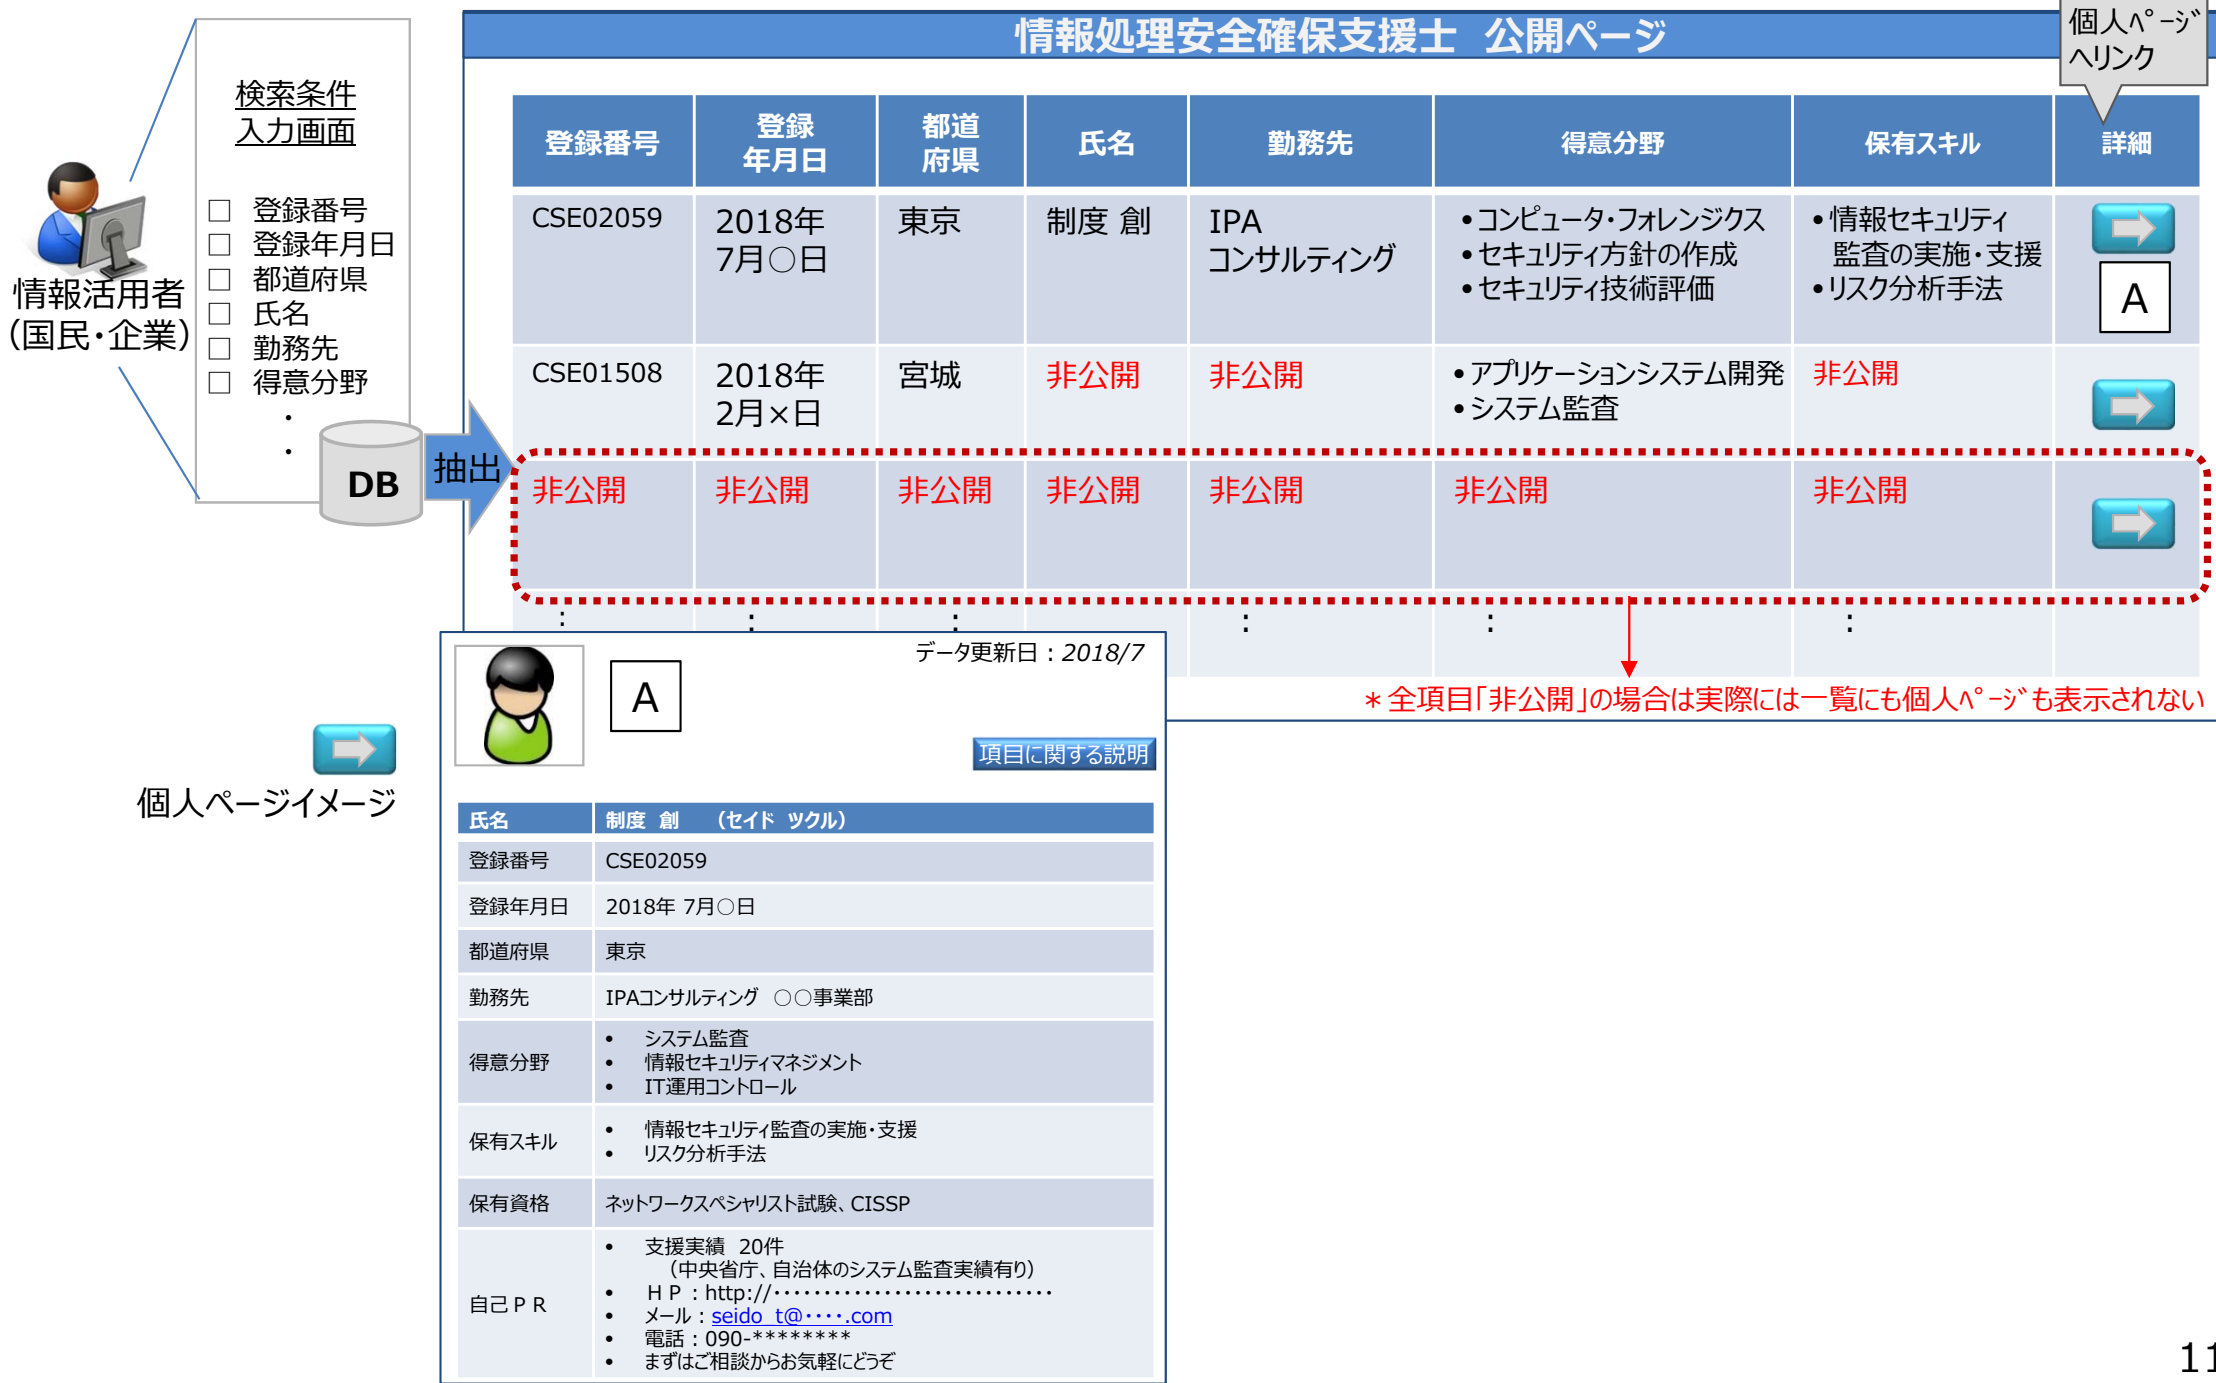 情報処理安全確保支援士 公開ページ
個人ページ
へリンク
検索条件
入力画面
□ 登録番号
□ 登録年月日
□ 都道府県
□ 氏名
□ 勤務先
□ 得意分野
・
・
情報活用者
(国民・企業)
DB
抽出
登録番号 登録年月日 都道府県 氏名 勤務先 得意分野 保有スキル 詳細
CSE02059 2018年 東京 制度 創 IPA •コンピュータ・フォレンジクス •情報セキュリティ
7月○日 コンサルティング •セキュリティ方針の作成 監査の実施・支援
•セキュリティ技術評価 •リスク分析手法
A
CSE01508 2018年 宮城 非公開 非公開 •アプリケーションシステム開発 非公開
2月×日 •システム監査
非公開 非公開 非公開 非公開 非公開 非公開 非公開
: : : : : :
＊全項目「非公開」の場合は実際には一覧にも個人ページも表示されない
個人ページイメージ
A
データ更新日：2018/7
項目に関する説明
氏名 制度 創 （セイド ツクル）
登録番号 CSE02059
登録年月日 2018年 7月○日
都道府県 東京
勤務先 IPAコンサルティング ○○事業部
得意分野
• システム監査
• 情報セキュリティマネジメント
• IT運用コントロール
保有スキル
• 情報セキュリティ監査の実施・支援
• リスク分析手法
保有資格 ネットワークスペシャリスト試験、CISSP
自己ＰＲ
• 支援実績 20件
（中央省庁、自治体のシステム監査実績有り）
• ＨＰ：http://・・・・・・・・・・・・・・・・・・・・・・・・・・・・
• メール：seido_t@・・・・.com
• 電話：090-********
• まずはご相談からお気軽にどうぞ
11